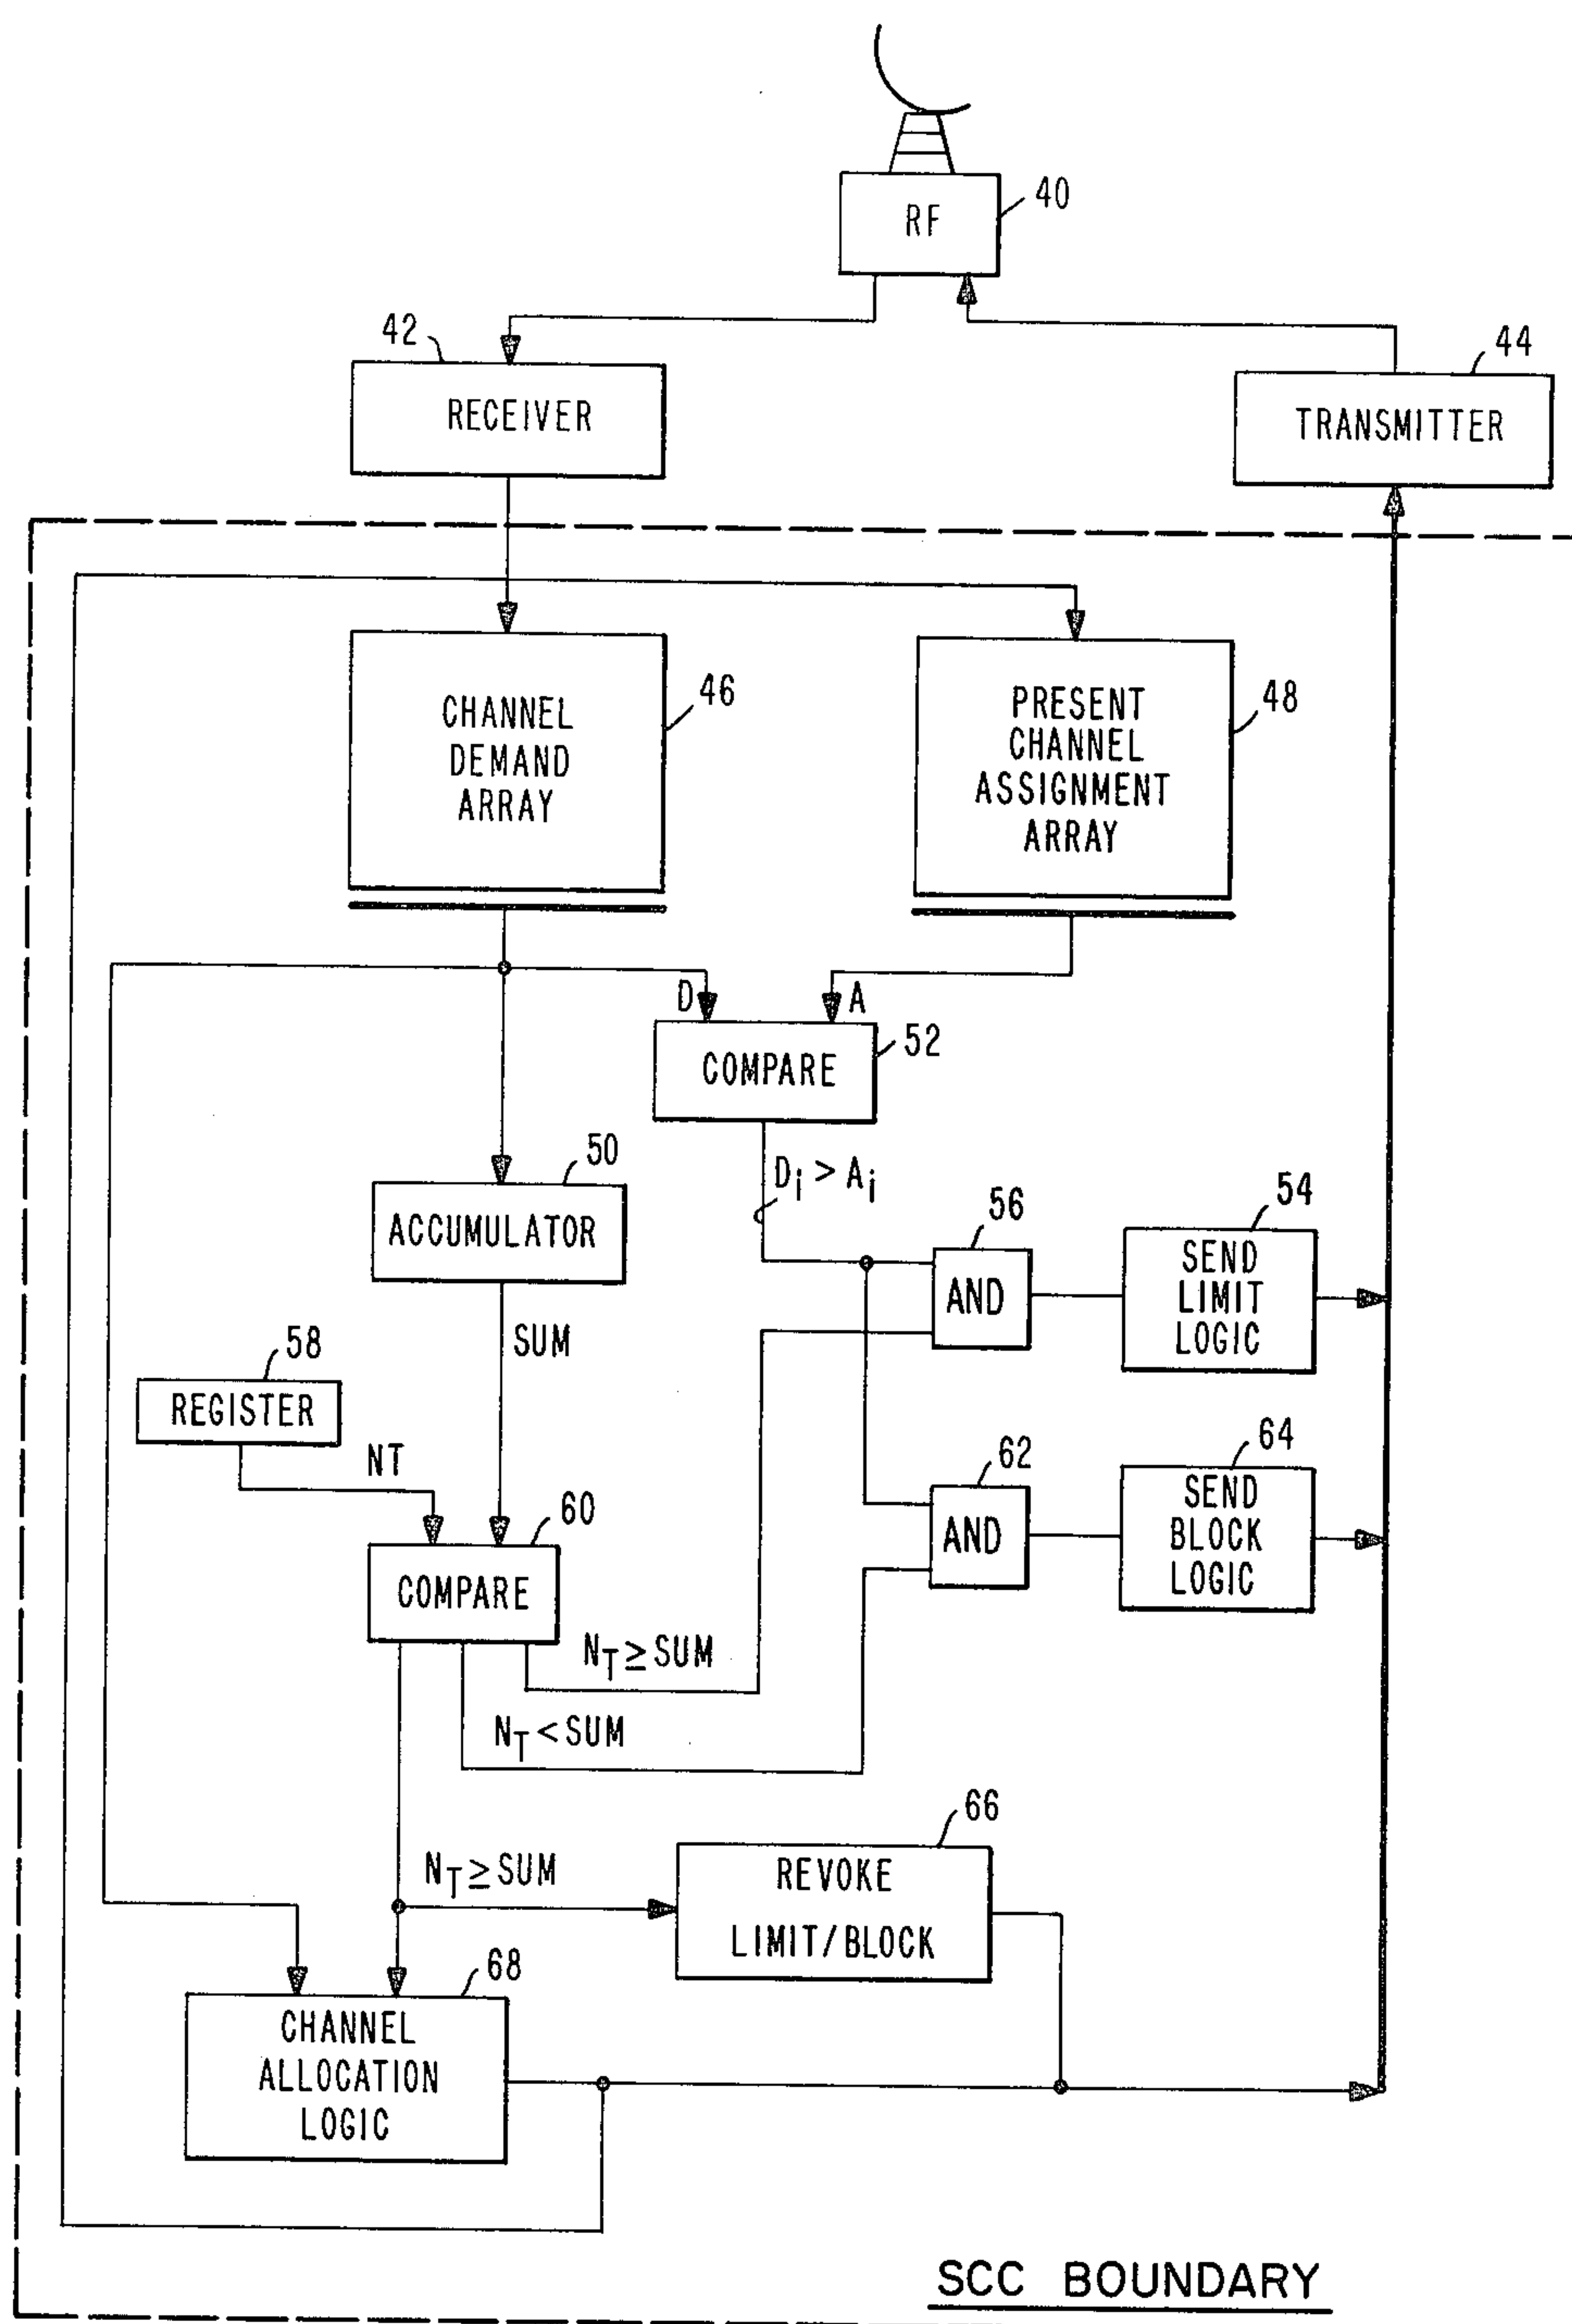 RF
40
42
RECEIVER
44
TRANSMITTER
CHANNEL
DEMAND
ARRAY
46
PRESENT
CHANNEL
ASSIGNMENT
ARRAY
48
D
A
COMPARE
52
50
ACCUMULATOR
Di > Ai
56
AND
54
SEND
LIMIT
LOGIC
SUM
58
REGISTER
NT
60
COMPARE
62
AND
64
SEND
BLOCK
LOGIC
NT ≥ SUM
NT < SUM
66
NT ≥ SUM
REVOKE
LIMIT/BLOCK
68
CHANNEL
ALLOCATION
LOGIC
SCC BOUNDARY